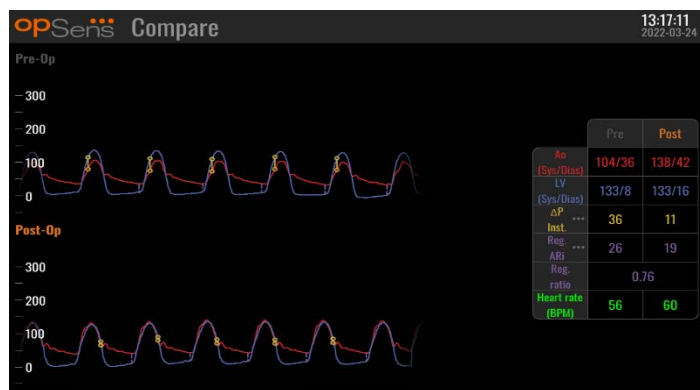 opSens Compare 13:17:11
2022-03-24
Pre-Op
300
200
100
0
Pre Post
Ao
(Sys/Dias) 104/36 138/42
LV
(Sys/Dias) 133/8 133/16
ΔP
Inst. ••• 36 11
Reg.
ARi ••• 26 19
Reg.
ratio 0.76
Heart rate
(BPM) 56 60
Post-Op
300
200
100
0